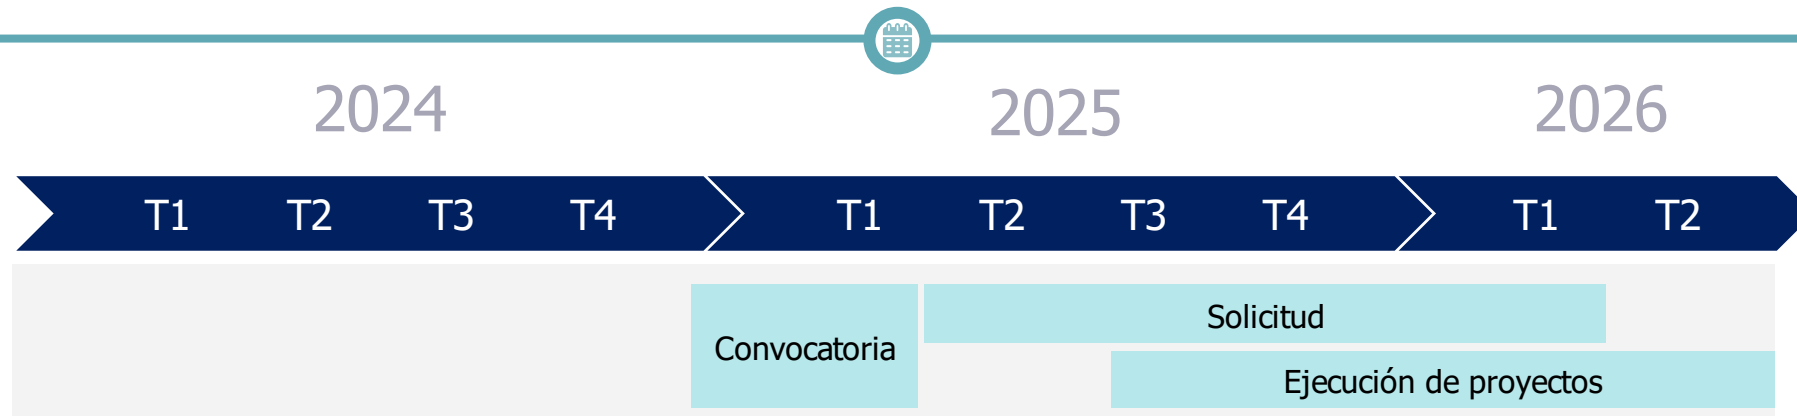 2024 2025 2026
T1 T2 T3 T4 T1 T2 T3 T4 T1 T2
Solicitud
Convocatoria
Ejecución de proyectos